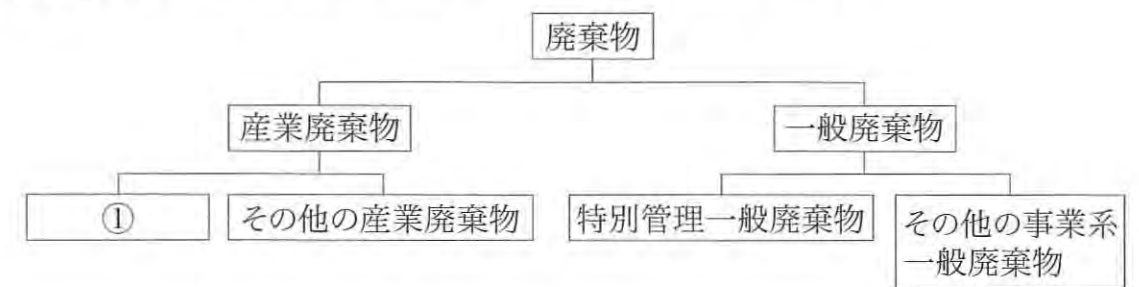 廃棄物
産業廃棄物
一般廃棄物
①
その他の産業廃棄物
特別管理一般廃棄物
その他の事業系
一般廃棄物